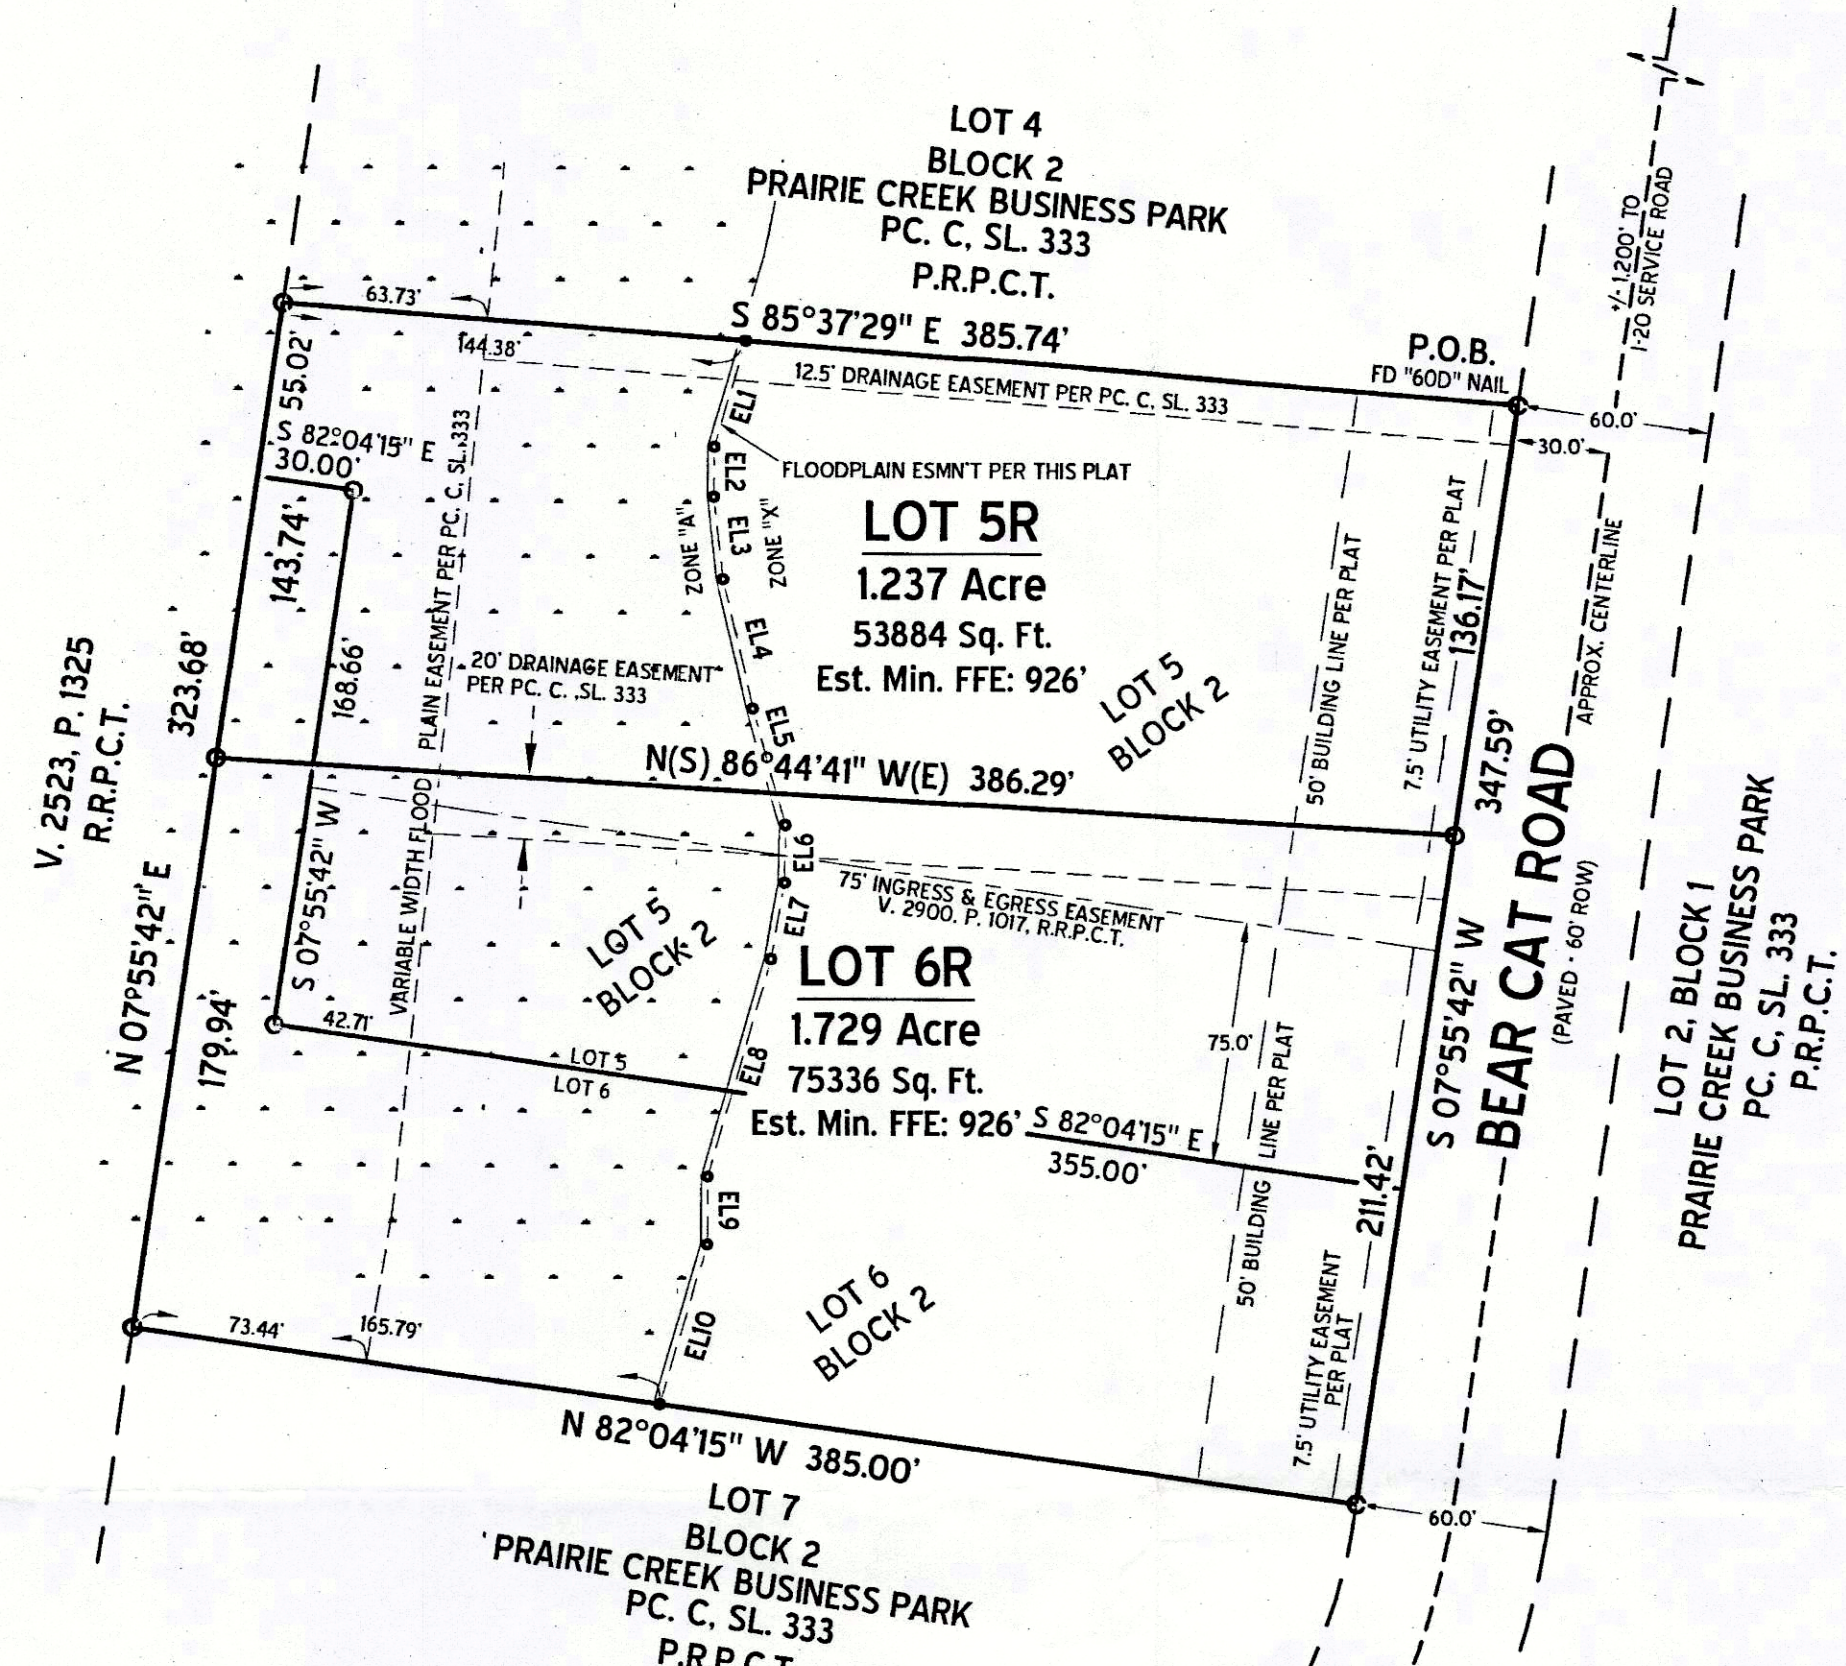 LOT 4
BLOCK 2
PRAIRIE CREEK BUSINESS PARK
PC. C, SL. 333
P.R.P.C.T.
S 85°37'29" E 385.74'
63.73'
144.38'
12.5' DRAINAGE EASEMENT PER PC. C, SL. 333
P.O.B.
FD "60D" NAIL
60.0'
30.0'
+/- 1,200' TO
I-20 SERVICE ROAD
55.02'
S 82°04'15" E
30.00'
143.74'
323.68'
168.66'
V. 2523, P. 1325
R.R.P.C.T.
N 07°55'42" E
179.94'
S 07°55'42" W
VARIABLE WIDTH FLOOD PLAIN EASEMENT PER PC. C, SL. 333
EL1
EL2
EL3
EL4
EL5
ZONE "A"
ZONE "X"
FLOODPLAIN ESMN'T PER THIS PLAT
LOT 5R
1.237 Acre
53884 Sq. Ft.
Est. Min. FFE: 926'
LOT 5
BLOCK 2
20' DRAINAGE EASEMENT
PER PC. C. ,SL. 333
N(S) 86°44'41" W(E) 386.29'
50' BUILDING LINE PER PLAT
7.5' UTILITY EASEMENT PER PLAT
136.17'
347.59'
APPROX. CENTERLINE
BEAR CAT ROAD
(PAVED - 60' ROW)
S 07°55'42" W
LOT 2, BLOCK 1
PRAIRIE CREEK BUSINESS PARK
PC. C, SL. 333
P.R.P.C.T.
EL6
EL7
EL8
EL9
EL10
75' INGRESS & EGRESS EASEMENT
V. 2900. P. 1017, R.R.P.C.T.
LOT 5
BLOCK 2
LOT 6R
1.729 Acre
75336 Sq. Ft.
Est. Min. FFE: 926'
S 82°04'15" E
355.00'
75.0'
211.42'
42.71'
LOT 5
LOT 6
50' BUILDING LINE PER PLAT
7.5' UTILITY EASEMENT
PER PLAT
LOT 6
BLOCK 2
73.44'
165.79'
N 82°04'15" W 385.00'
60.0'
LOT 7
BLOCK 2
PRAIRIE CREEK BUSINESS PARK
PC. C, SL. 333
P.R.P.C.T.